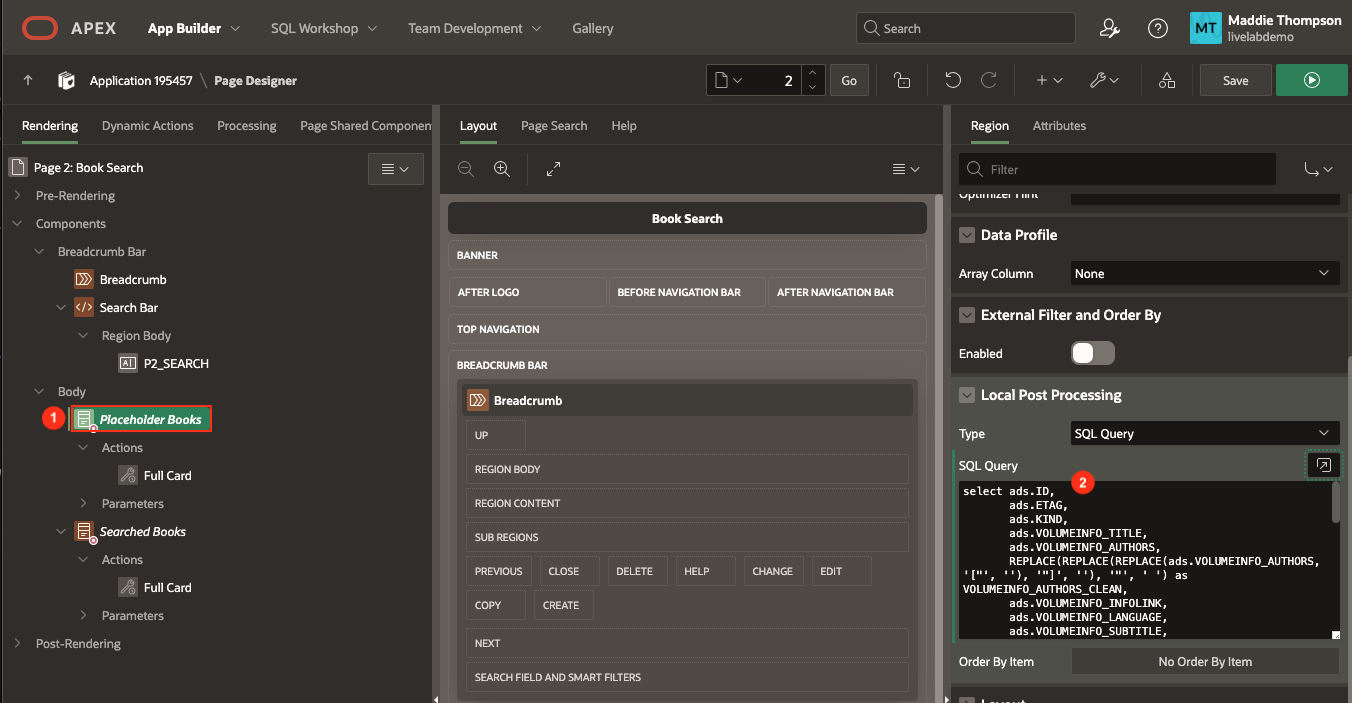 APEX
App Builder
SQL Workshop
Team Development
Gallery
Search
MT
Maddie Thompson
livelabdemo
Application 195457 \ Page Designer
2
Go
Save
Rendering
Dynamic Actions
Processing
Page Shared Componen
Page 2: Book Search
Pre-Rendering
Components
Breadcrumb Bar
Breadcrumb
Search Bar
Region Body
P2_SEARCH
Body
1
Placeholder Books
Actions
Full Card
Parameters
Searched Books
Actions
Full Card
Parameters
Post-Rendering
Layout
Page Search
Help
Book Search
BANNER
AFTER LOGO
BEFORE NAVIGATION BAR
AFTER NAVIGATION BAR
TOP NAVIGATION
BREADCRUMB BAR
Breadcrumb
UP
REGION BODY
REGION CONTENT
SUB REGIONS
PREVIOUS
CLOSE
DELETE
HELP
CHANGE
EDIT
COPY
CREATE
NEXT
SEARCH FIELD AND SMART FILTERS
Region
Attributes
Filter
Optimizer Hint
Data Profile
Array Column
None
External Filter and Order By
Enabled
Local Post Processing
Type
SQL Query
SQL Query
2
select ads.ID,
ads.ETAG,
ads.KIND,
ads.VOLUMEINFO_TITLE,
ads.VOLUMEINFO_AUTHORS,
REPLACE(REPLACE(REPLACE(ads.VOLUMEINFO_AUTHORS,
'["', ''), '"]', ''), '"', ' ') as
VOLUMEINFO_AUTHORS_CLEAN,
ads.VOLUMEINFO_INFOLINK,
ads.VOLUMEINFO_LANGUAGE,
ads.VOLUMEINFO_SUBTITLE,
Order By Item
No Order By Item
Layout